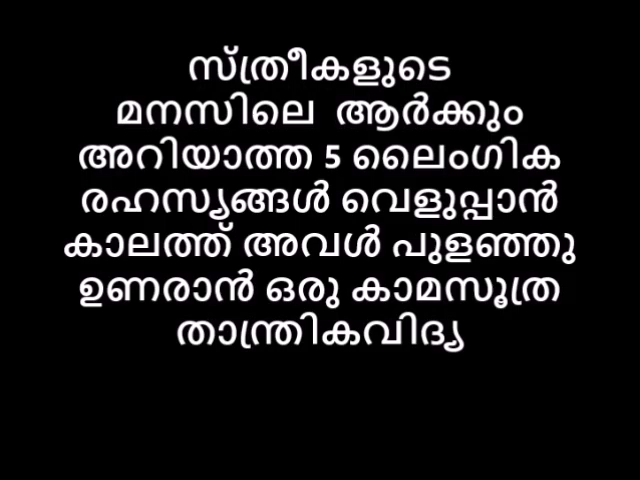 സ്ത്രീകളുടെ
മനസിലെ ആർക്കും
അറിയാത്ത 5 ലൈംഗിക
രഹസ്യങ്ങൾ വെളുപ്പാൻ
കാലത്ത് അവൾ പുളഞ്ഞു
ഉണരാൻ ഒരു കാമസൂത്ര
താന്ത്രികവിദ്യ